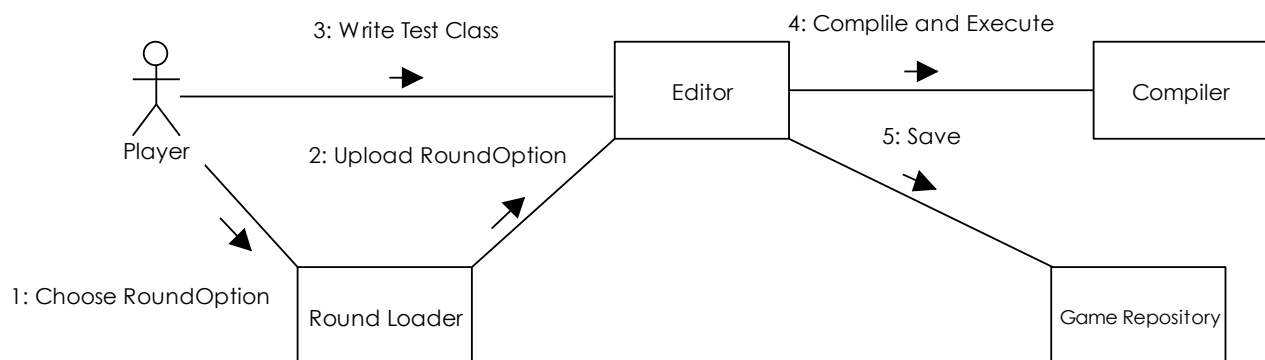 3: Write Test Class
4: Complile and Execute
Editor
Compiler
Player
2: Upload RoundOption
5: Save
1: Choose RoundOption
Round Loader
Game Repository